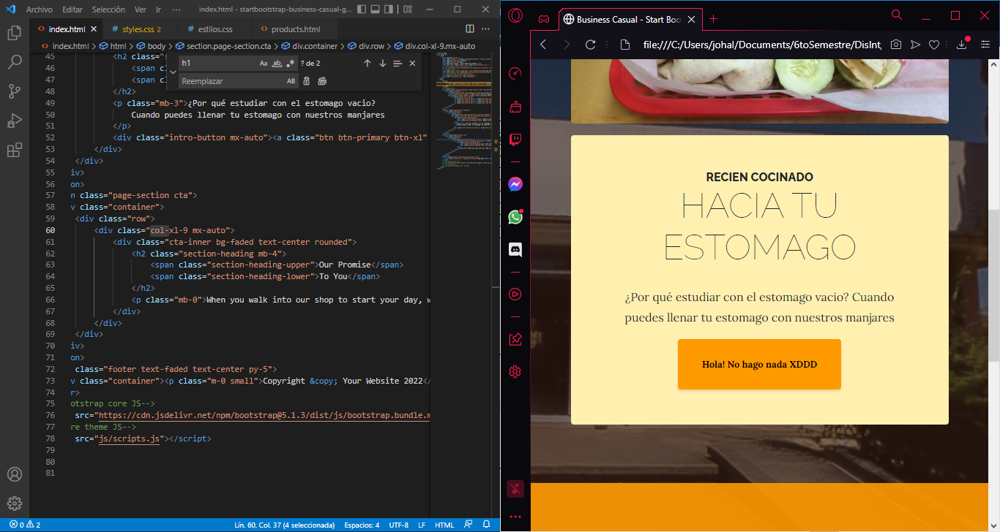 Archivo Editar Selección Ver Ir ··· index.html - startbootstrap-business-casual-g...
index.html styles.css 2 estilos.css products.html
index.html > html > body > section.page-section.cta > div.container > div.row > div.col-xl-9.mx-auto
h1 Aa ab ? de 2
Reemplazar AB
45 <h2 class="s
46 <span cl
47 <span cl
48 </h2>
49 <p class="mb-3">¿Por qué estudiar con el estomago vacio?
50 Cuando puedes llenar tu estomago con nuestros manjares
51 </p>
52 <div class="intro-button mx-auto"><a class="btn btn-primary btn-xl"
53 </div>
54 </div>
55 iv>
56 on>
57 n class="page-section cta">
58 v class="container">
59 <div class="row">
60 <div class="col-xl-9 mx-auto">
61 <div class="cta-inner bg-faded text-center rounded">
62 <h2 class="section-heading mb-4">
63 <span class="section-heading-upper">Our Promise</span>
64 <span class="section-heading-lower">To You</span>
65 </h2>
66 <p class="mb-0">When you walk into our shop to start your day, w
67 </div>
68 </div>
69 </div>
70 iv>
71 on>
72 class="footer text-faded text-center py-5">
73 v class="container"><p class="m-0 small">Copyright &copy; Your Website 2022</
74 r>
75 otstrap core JS-->
76 src="https://cdn.jsdelivr.net/npm/bootstrap@5.1.3/dist/js/bootstrap.bundle.m
77 re theme JS-->
78 src="js/scripts.js"></script>
79
80
81
0 2 Lín. 60, Col. 37 (4 seleccionada) Espacios: 4 UTF-8 LF HTML
Business Casual - Start Boo
file:///C:/Users/johal/Documents/6toSemestre/DisInt,
RECIEN COCINADO
HACIA TU
ESTOMAGO
¿Por qué estudiar con el estomago vacio? Cuando
puedes llenar tu estomago con nuestros manjares
Hola! No hago nada XDDD